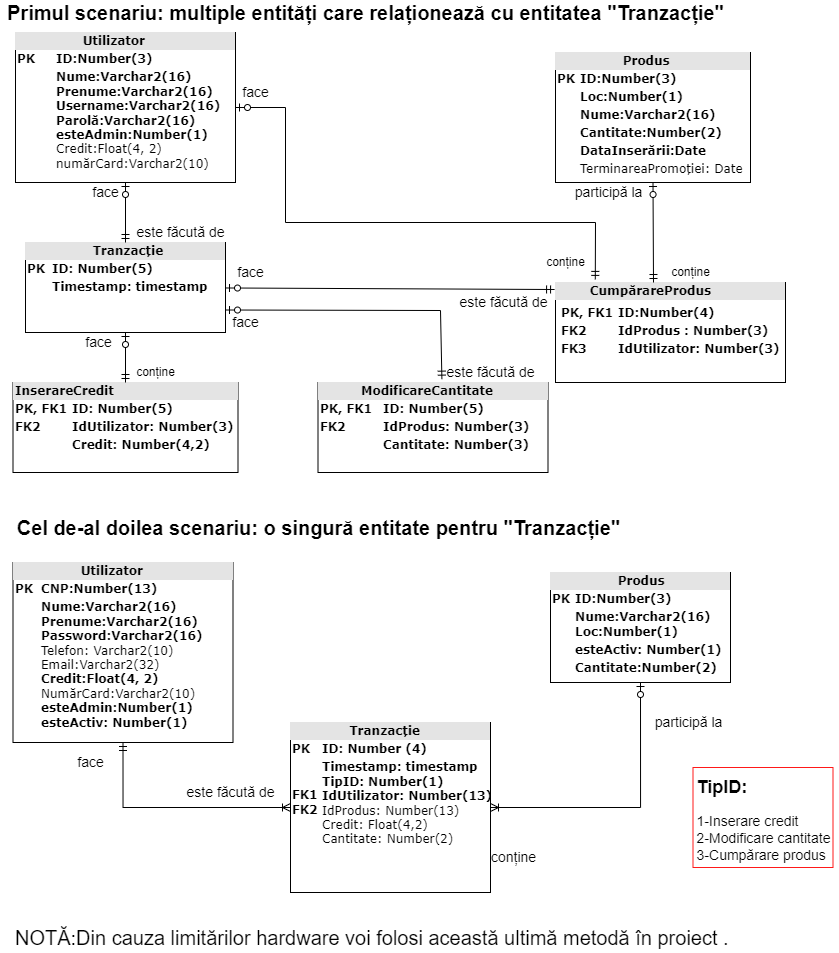 Primul scenariu: multiple entități care relaționează cu entitatea "Tranzacție"
Utilizator
PK ID:Number(3)
Nume:Varchar2(16)
Prenume:Varchar2(16)
Username:Varchar2(16)
Parolă:Varchar2(16)
esteAdmin:Number(1)
Credit:Float(4, 2)
numărCard:Varchar2(10)
face
Produs
PK ID:Number(3)
Loc:Number(1)
Nume:Varchar2(16)
Cantitate:Number(2)
DataInserării:Date
TerminareaPromoției: Date
face
participă la
este făcută de
Tranzacție
PK ID: Number(5)
Timestamp: timestamp
face
face
face
conține
conține
este făcută de
CumpărareProdus
PK, FK1 ID:Number(4)
FK2 IdProdus : Number(3)
FK3 IdUtilizator: Number(3)
conține
este făcută de
InserareCredit
PK, FK1 ID: Number(5)
FK2 IdUtilizator: Number(3)
Credit: Number(4,2)
ModificareCantitate
PK, FK1 ID: Number(5)
FK2 IdProdus: Number(3)
Cantitate: Number(3)
Cel de-al doilea scenariu: o singură entitate pentru "Tranzacție"
Utilizator
PK CNP:Number(13)
Nume:Varchar2(16)
Prenume:Varchar2(16)
Password:Varchar2(16)
Telefon: Varchar2(10)
Email:Varchar2(32)
Credit:Float(4, 2)
NumărCard:Varchar2(10)
esteAdmin:Number(1)
esteActiv: Number(1)
face
este făcută de
Produs
PK ID:Number(3)
Nume:Varchar2(16)
Loc:Number(1)
esteActiv: Number(1)
Cantitate:Number(2)
participă la
Tranzacție
PK ID: Number (4)
Timestamp: timestamp
TipID: Number(1)
FK1 IdUtilizator: Number(13)
FK2 IdProdus: Number(13)
Credit: Float(4,2)
Cantitate: Number(2)
conține
TipID:
1-Inserare credit
2-Modificare cantitate
3-Cumpărare produs
NOTĂ:Din cauza limitărilor hardware voi folosi această ultimă metodă în proiect .